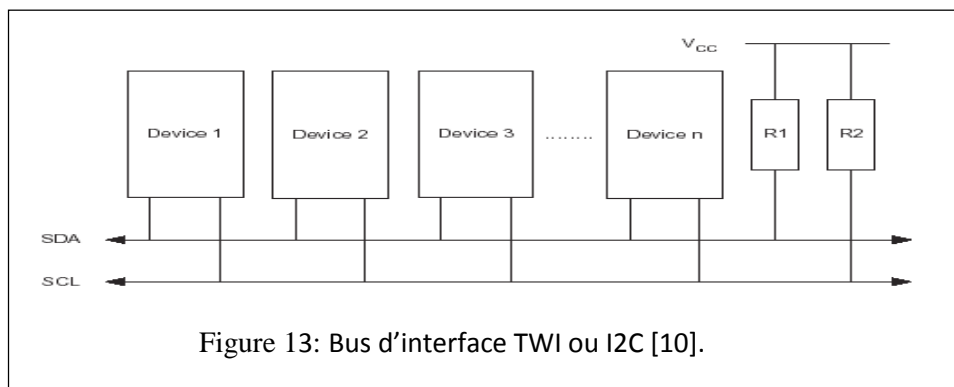 VCC
Device 1 Device 2 Device 3 ........ Device n R1 R2
SDA
SCL
Figure 13: Bus d’interface TWI ou I2C [10].